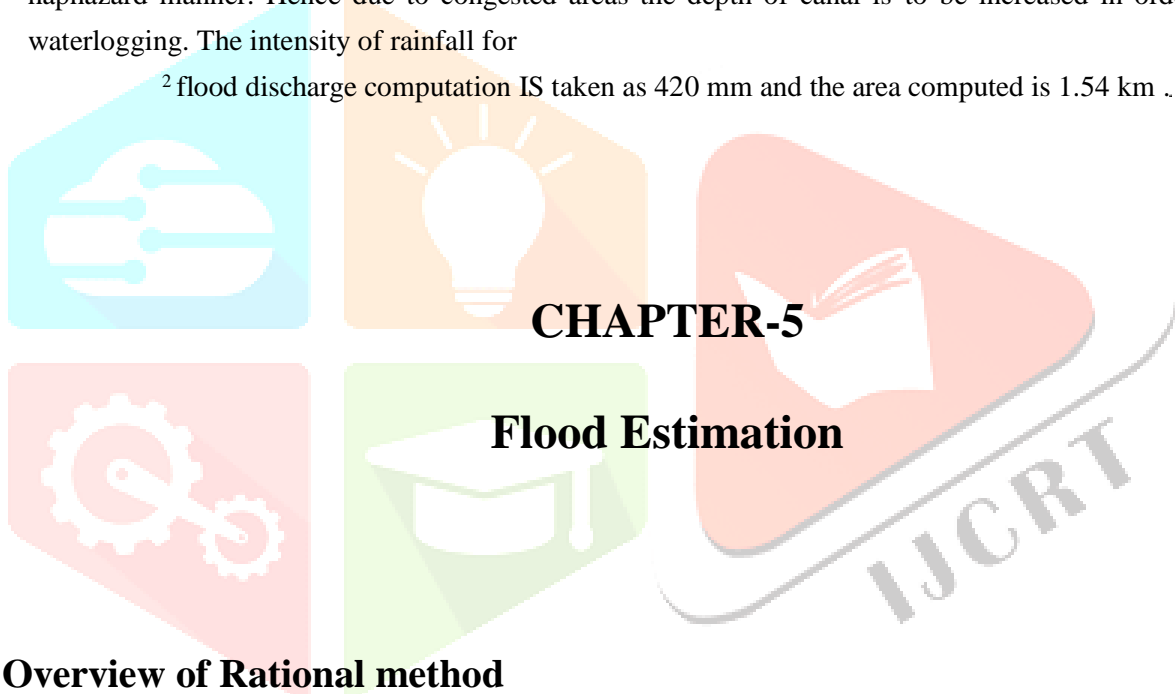 haphazard manner. Hence due to congested areas the depth of canal is to be increased in
waterlogging. The intensity of rainfall for
² flood discharge computation IS taken as 420 mm and the area computed is 1.54 km .
CHAPTER-5
Flood Estimation
IJCRT
Overview of Rational method